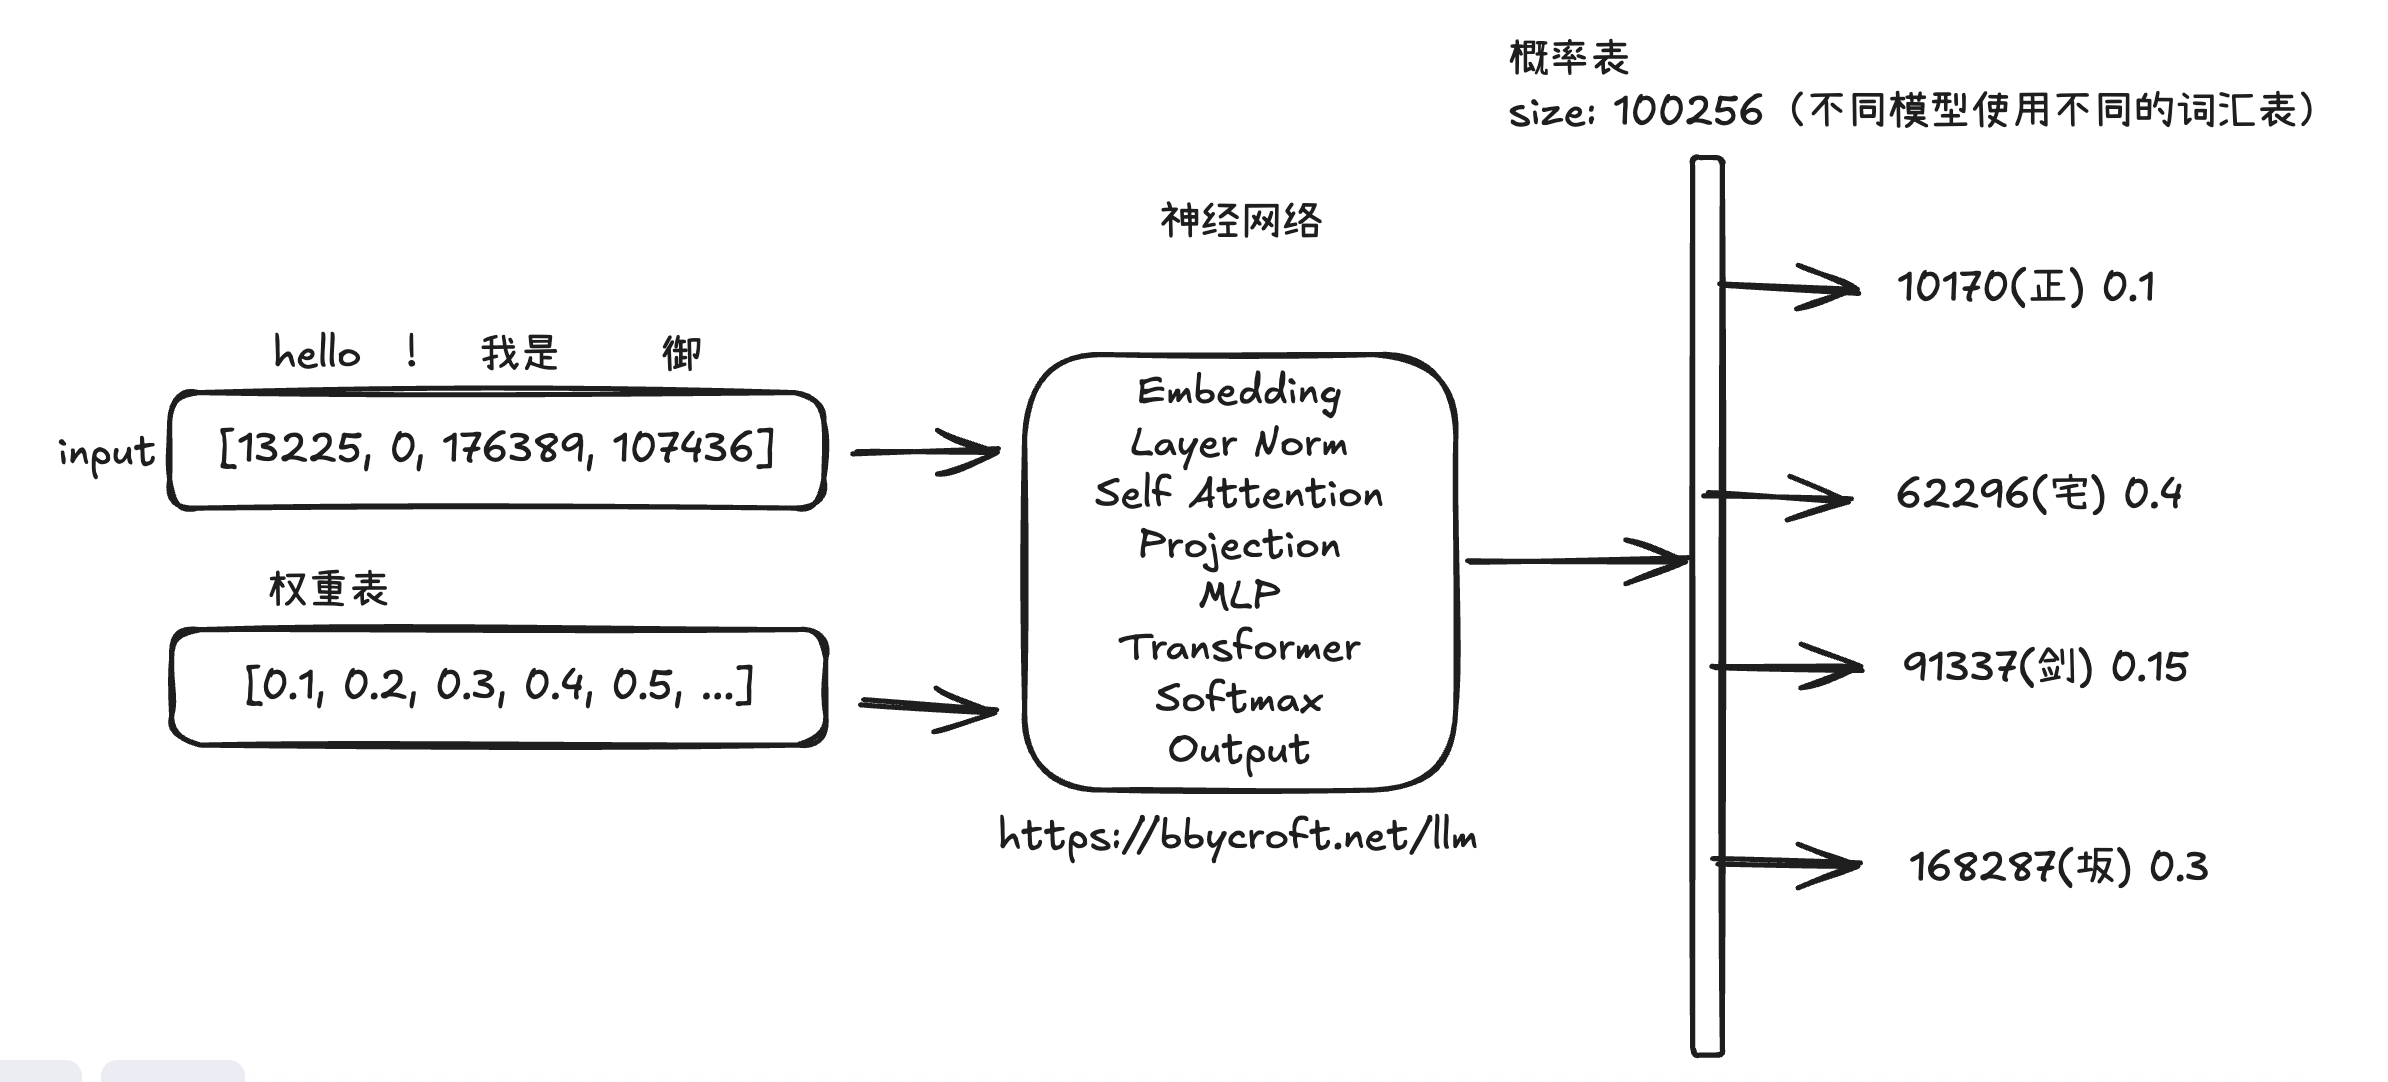 概率表
size: 100256（不同模型使用不同的词汇表）
神经网络
hello ! 我是 御
input [13225, 0, 176389, 107436]
权重表
[0.1, 0.2, 0.3, 0.4, 0.5, ...]
Embedding
Layer Norm
Self Attention
Projection
MLP
Transformer
Softmax
Output
https://bbycroft.net/llm
10170(正) 0.1
62296(宅) 0.4
91337(剑) 0.15
168287(坂) 0.3